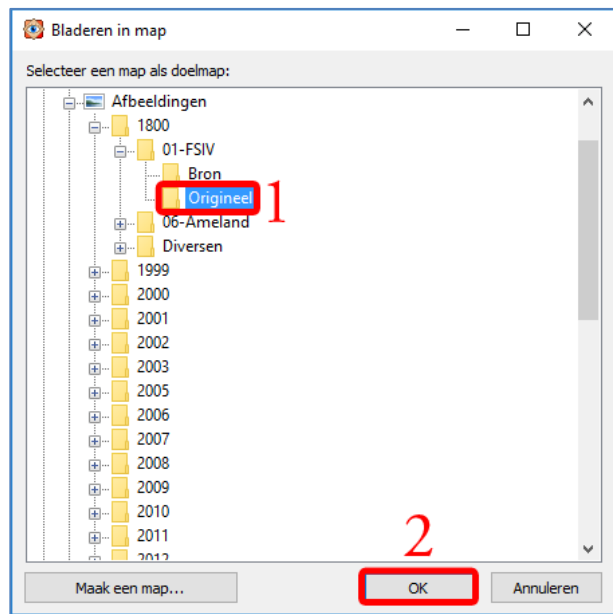 Bladeren in map
Selecteer een map als doelmap:
Afbeeldingen
1800
01-FSIV
Bron
Origineel 1
06-Ameland
Diversen
1999
2000
2001
2002
2003
2005
2006
2007
2008
2009
2010
2011
2012
2
Maak een map... OK Annuleren